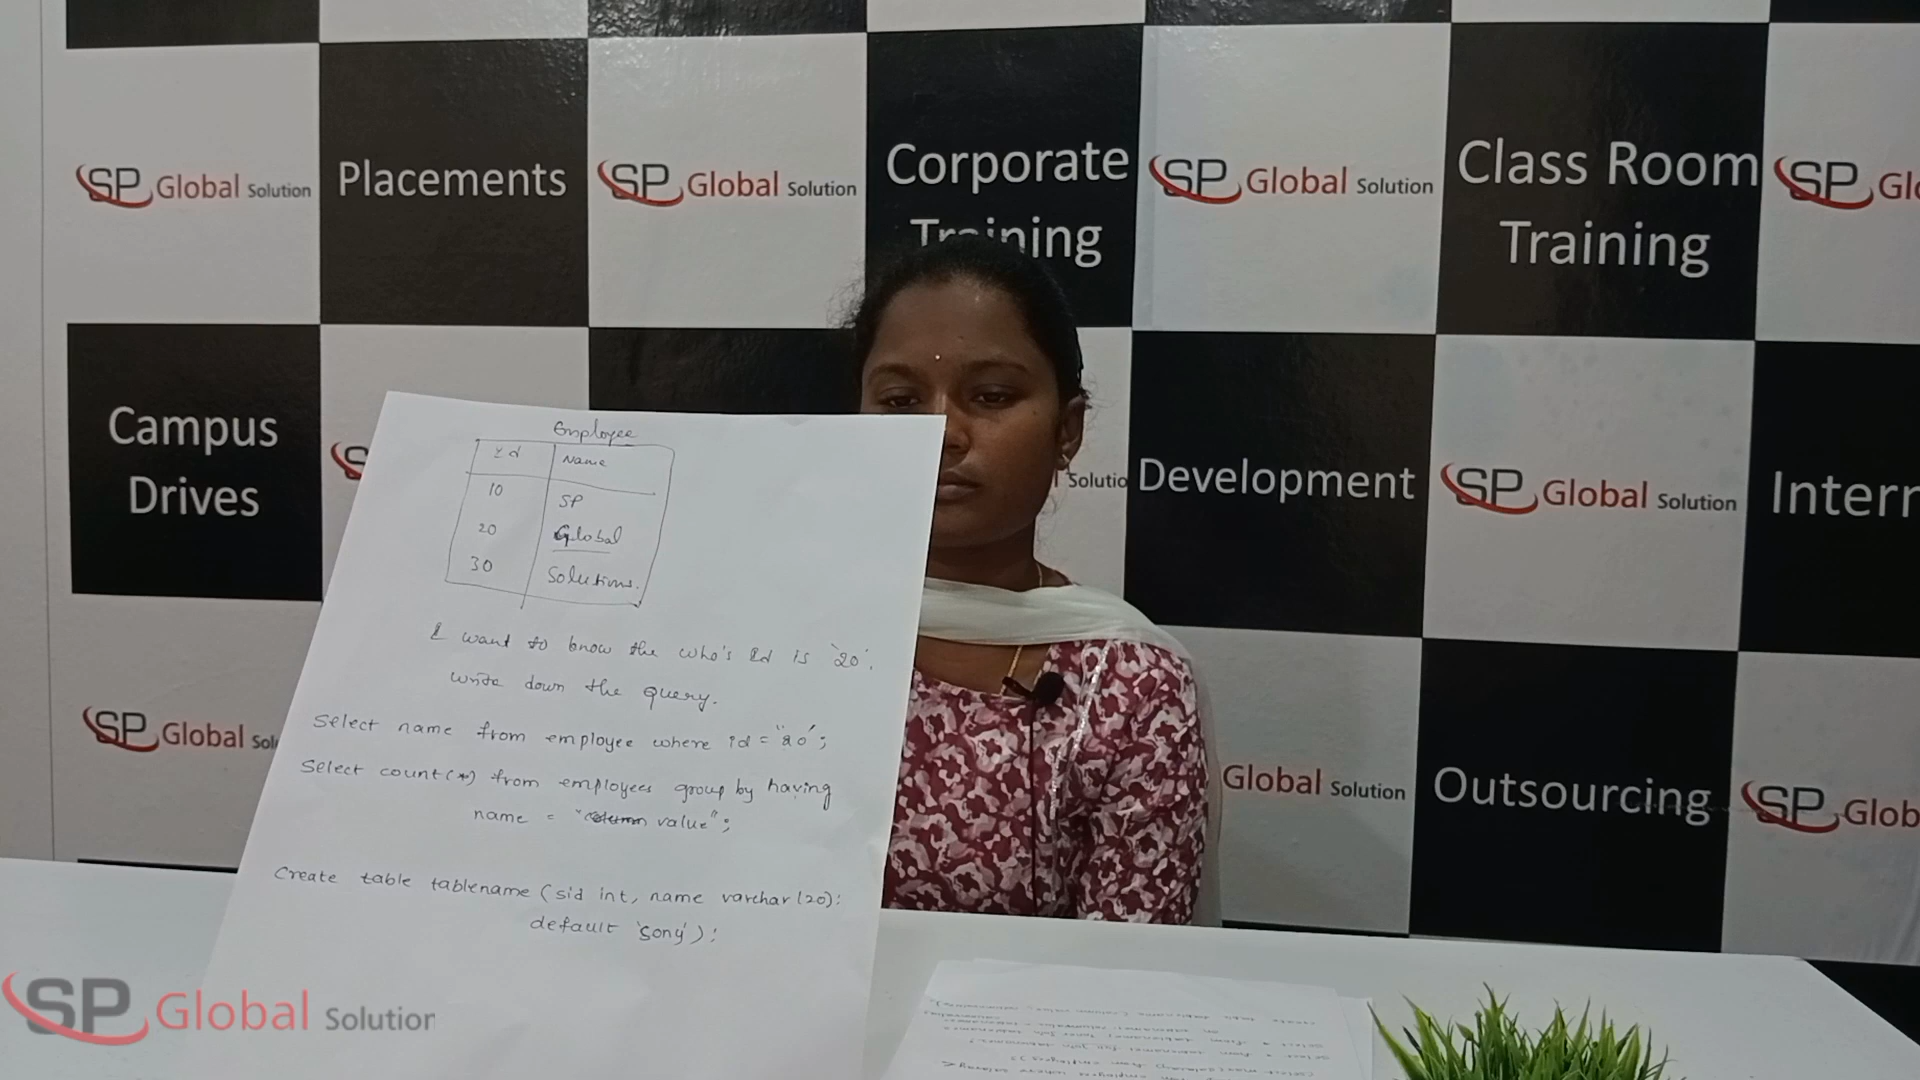 SP Global Solution
Placements
SP Global Solution
Corporate
Training
SP Global Solution
Class Room
Training
SP Glo
Campus
Drives
Solutio
Development
SP Global Solution
Intern
SP Global Sol
Global Solution
Outsourcing
SP Glob
Employee
Id Name
10 SP
20 Global
30 Solutions.
I want to know the who's Id is '20'.
write down the query.
Select name from employee where id = "20';
Select count(*) from employees group by having
name = "value";
Create table tablename (sid int, name varchar(20):
default 'Sony');
SP Global Solution